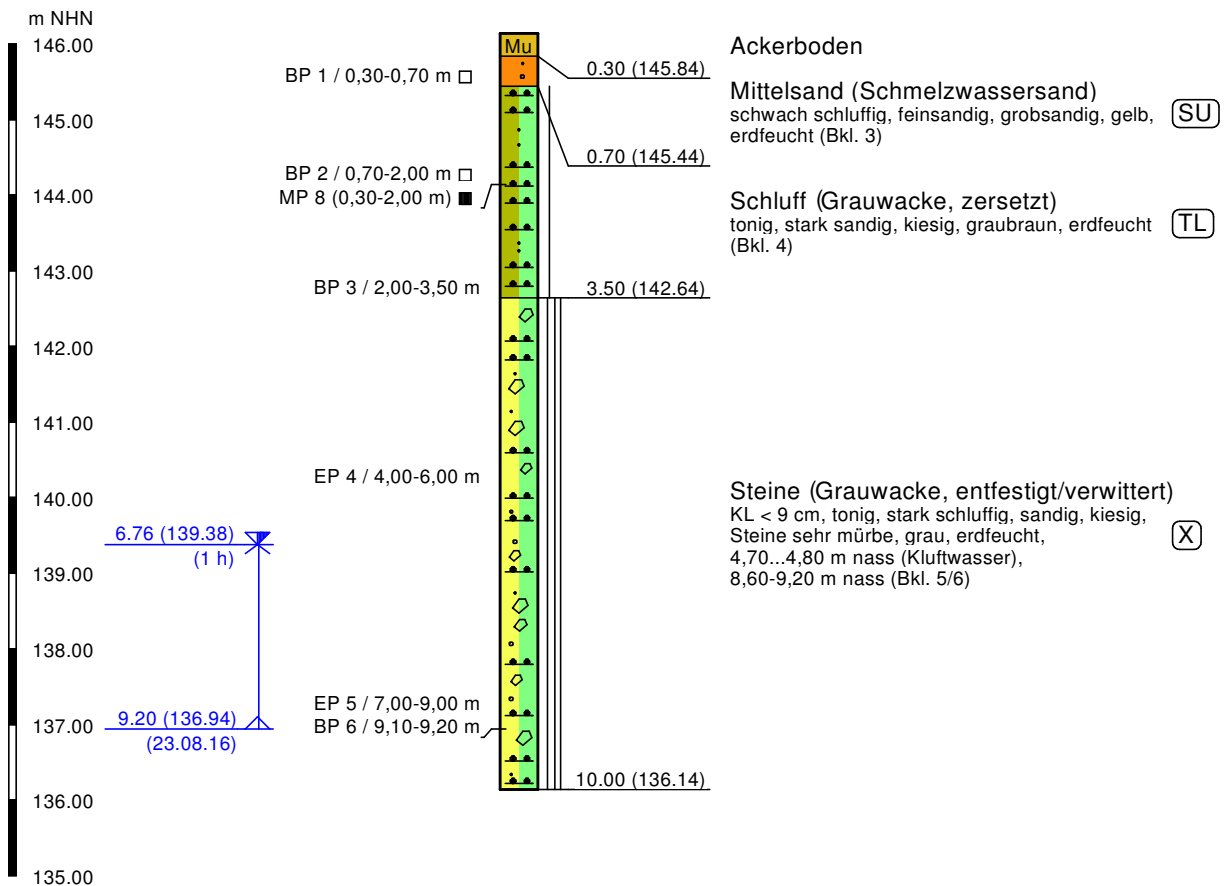 m NHN
146.00
145.00
144.00
143.00
142.00
141.00
140.00
139.00
138.00
137.00
136.00
135.00
6.76 (139.38)
(1 h)
9.20 (136.94)
(23.08.16)
BP 1 / 0,30-0,70 m
BP 2 / 0,70-2,00 m
MP 8 (0,30-2,00 m)
BP 3 / 2,00-3,50 m
EP 4 / 4,00-6,00 m
EP 5 / 7,00-9,00 m
BP 6 / 9,10-9,20 m
Mu
0.30 (145.84)
0.70 (145.44)
3.50 (142.64)
10.00 (136.14)
Ackerboden
Mittelsand (Schmelzwassersand)
schwach schluffig, feinsandig, grobsandig, gelb,
erdfeucht (Bkl. 3)
SU
Schluff (Grauwacke, zersetzt)
tonig, stark sandig, kiesig, graubraun, erdfeucht
(Bkl. 4)
TL
Steine (Grauwacke, entfestigt/verwittert)
KL < 9 cm, tonig, stark schluffig, sandig, kiesig,
Steine sehr mürbe, grau, erdfeucht,
4,70...4,80 m nass (Kluftwasser),
8,60-9,20 m nass (Bkl. 5/6)
X